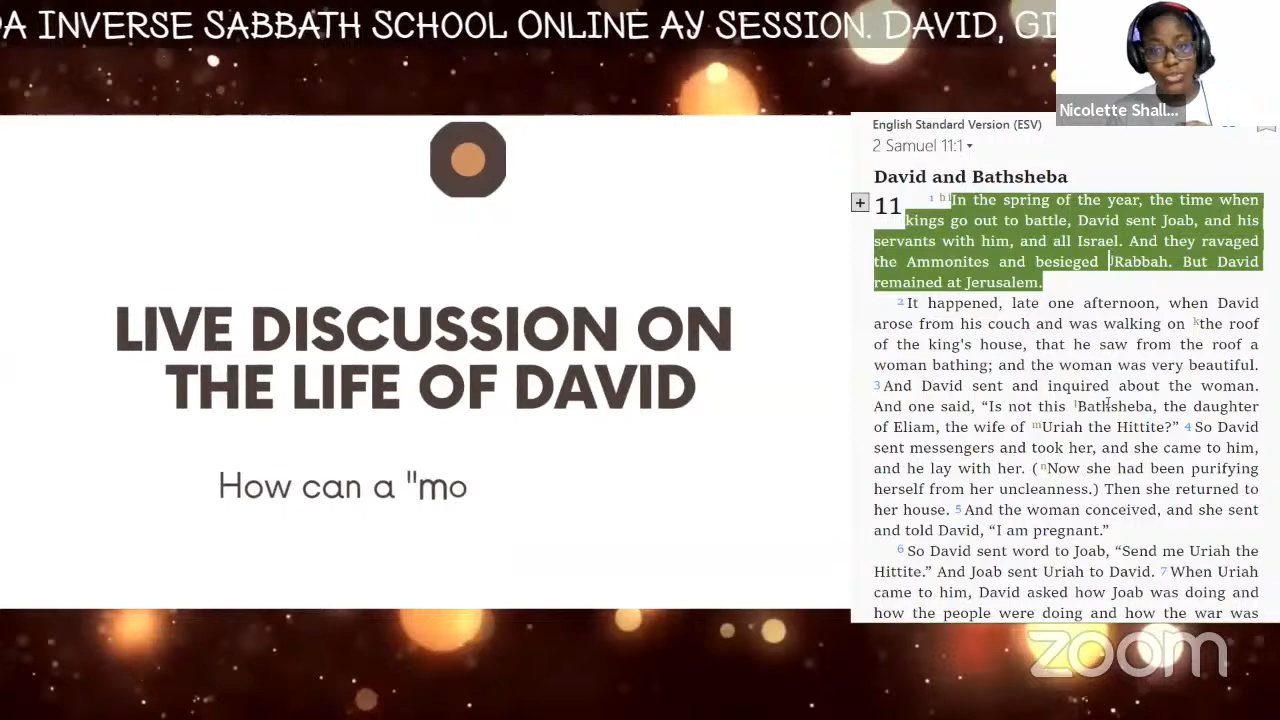 A INVERSE SABBATH SCHOOL ONLINE AY SESSION. DAVID, GI
Nicolette Shall...
English Standard Version (ESV)
2 Samuel 11:1
LIVE DISCUSSION ON
THE LIFE OF DAVID
How can a "mo
David and Bathsheba
+ 11 1 h i In the spring of the year, the time when
kings go out to battle, David sent Joab, and his
servants with him, and all Israel. And they ravaged
the Ammonites and besieged j Rabbah. But David
remained at Jerusalem.
2 It happened, late one afternoon, when David
arose from his couch and was walking on k the roof
of the king's house, that he saw from the roof a
woman bathing; and the woman was very beautiful.
3 And David sent and inquired about the woman.
And one said, “Is not this l Bathsheba, the daughter
of Eliam, the wife of m Uriah the Hittite?” 4 So David
sent messengers and took her, and she came to him,
and he lay with her. ( n Now she had been purifying
herself from her uncleanness.) Then she returned to
her house. 5 And the woman conceived, and she sent
and told David, “I am pregnant.”
6 So David sent word to Joab, “Send me Uriah the
Hittite.” And Joab sent Uriah to David. 7 When Uriah
came to him, David asked how Joab was doing and
how the people were doing and how the war was
zoom